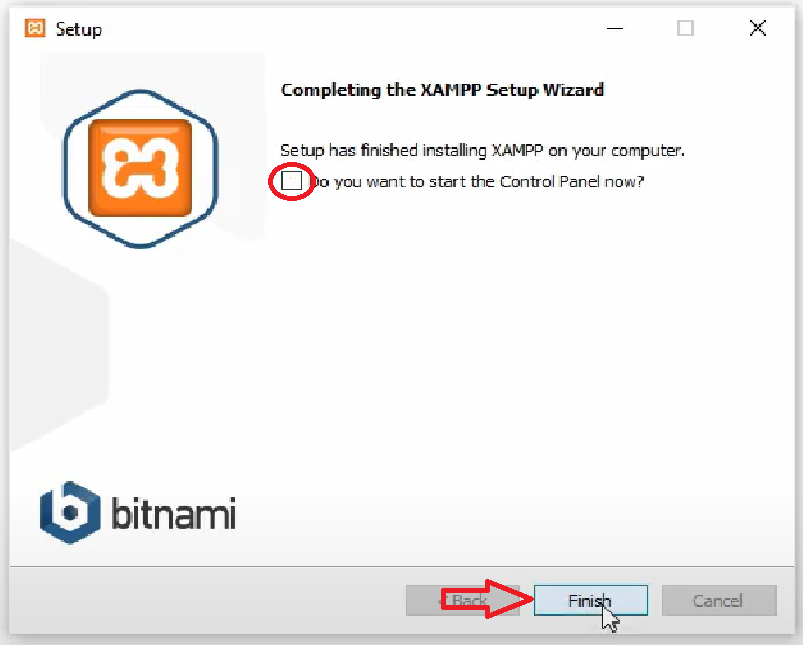 Setup
Completing the XAMPP Setup Wizard
Setup has finished installing XAMPP on your computer.
Do you want to start the Control Panel now?
bitnami
< Back
Finish
Cancel